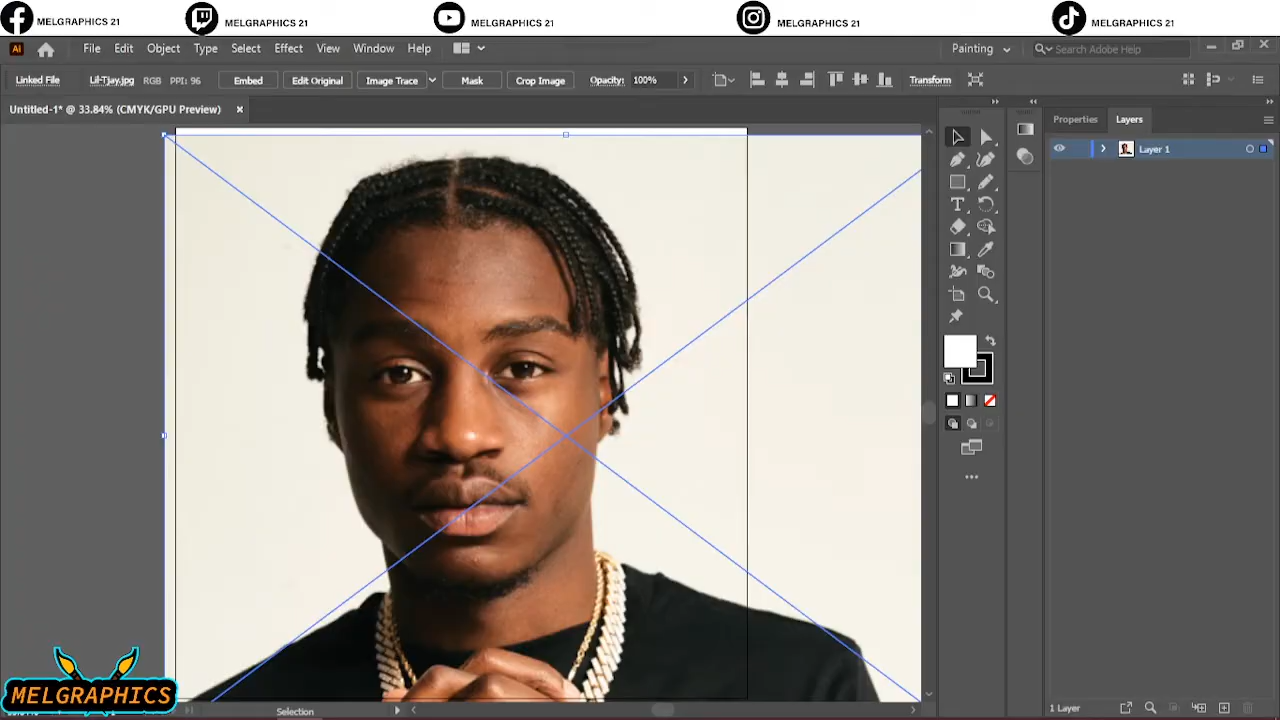 MELGRAPHICS 21
MELGRAPHICS 21
MELGRAPHICS 21
MELGRAPHICS 21
MELGRAPHICS 21
Ai
File Edit Object Type Select Effect View Window Help
Painting
Search Adobe Help
Linked File Lil-Tjay.jpg RGB PPI: 96 Embed Edit Original Image Trace Mask Crop Image Opacity: 100% Transform
Untitled-1* @ 33.84% (CMYK/GPU Preview)
Properties Layers
Layer 1
MELGRAPHICS
Selection
1 Layer